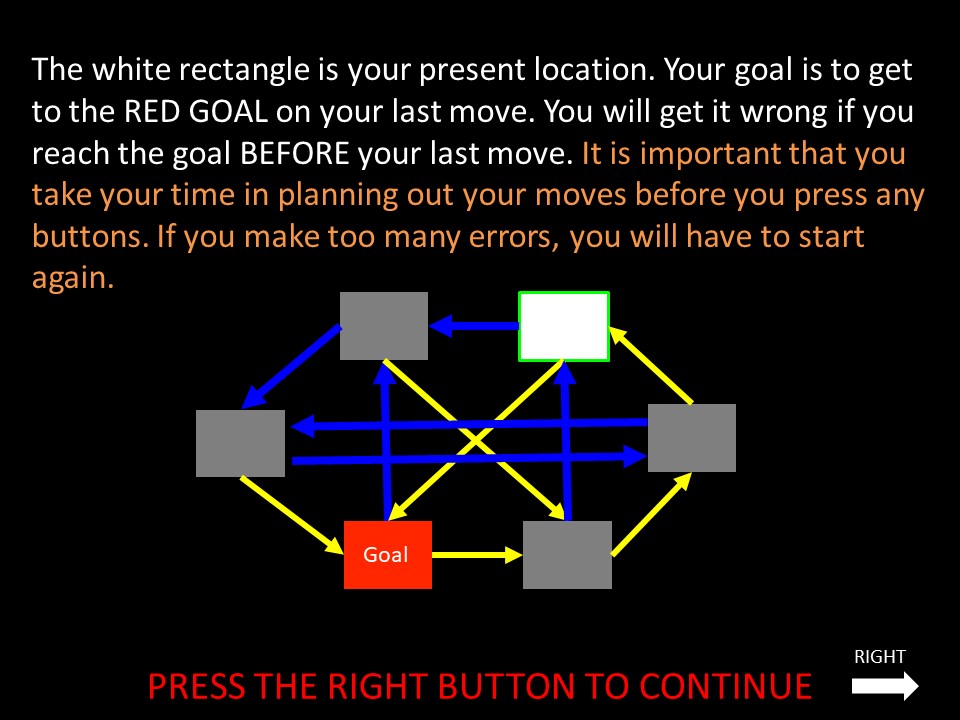 The white rectangle is your present location. Your goal is to get
to the RED GOAL on your last move. You will get it wrong if you
reach the goal BEFORE your last move. It is important that you
take your time in planning out your moves before you press any
buttons. If you make too many errors, you will have to start
again.
Goal
RIGHT
PRESS THE RIGHT BUTTON TO CONTINUE